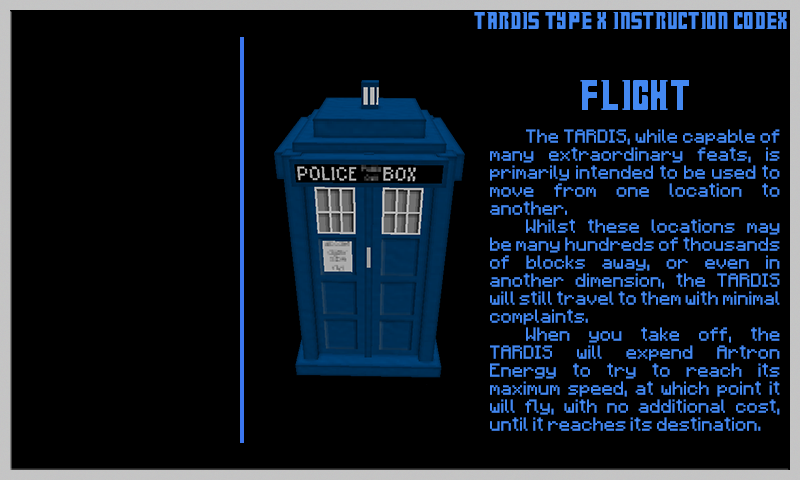 TARDIS TYPE X INSTRUCTION CODEX
FLIGHT
The TARDIS, while capable of
many extraordinary feats, is
primarily intended to be used to
move from one location to
another.
Whilst these locations may
be many hundreds of thousands
of blocks away, or even in
another dimension, the TARDIS
will still travel to them with minimal
complaints.
When you take off, the
TARDIS will expend Artron
Energy to try to reach its
maximum speed, at which point it
will fly, with no additional cost,
until it reaches its destination.
POLICE BOX